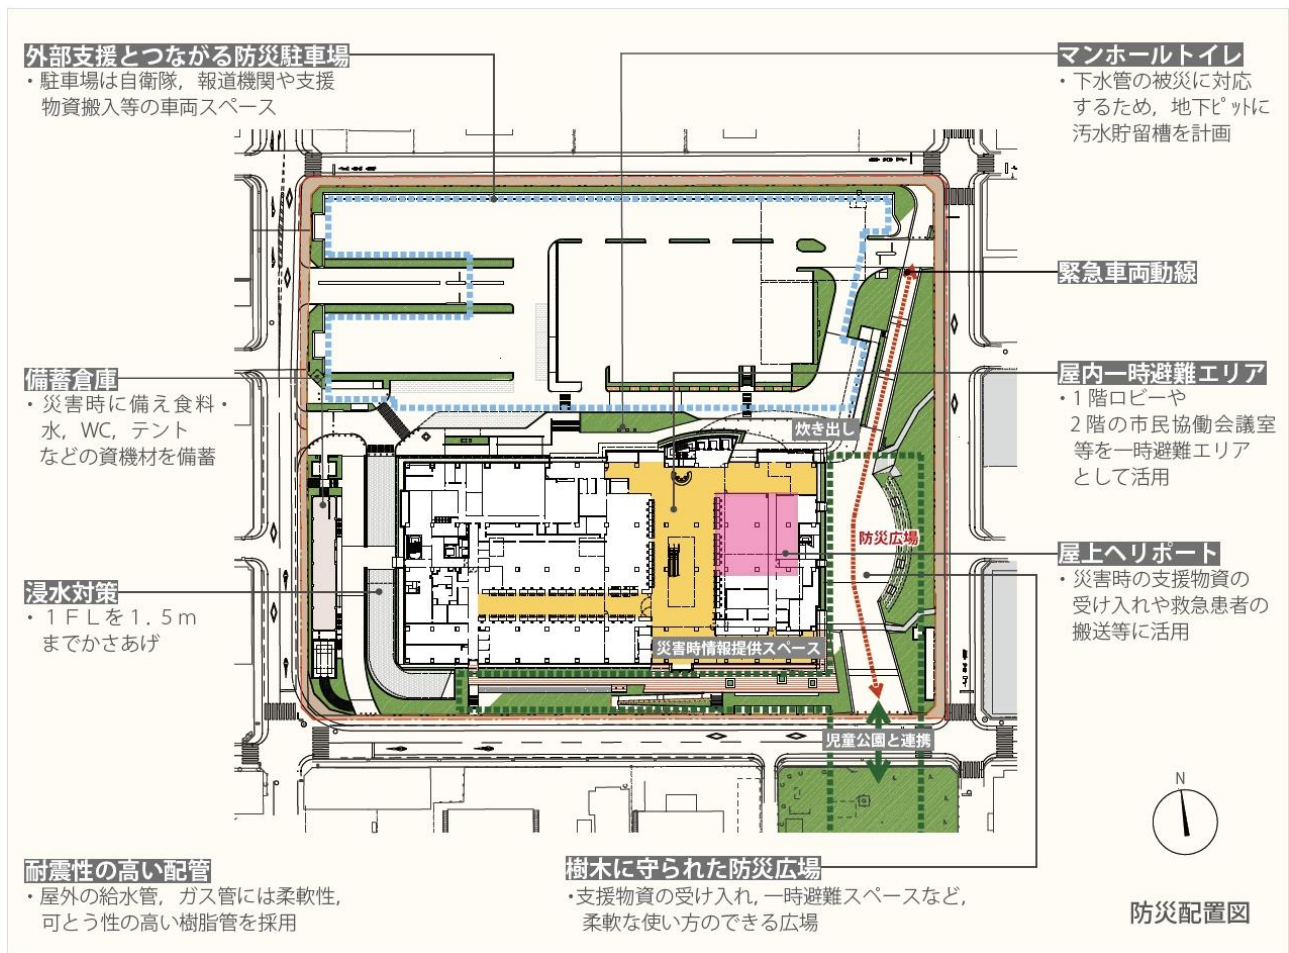 外部支援とつながる防災駐車場
・駐車場は自衛隊，報道機関や支援
物資搬入等の車両スペース
マンホールトイレ
・下水管の被災に対応
するため，地下ピットに
汚水貯留槽を計画
緊急車両動線
備蓄倉庫
・災害時に備え食料・
水，WC，テント
などの資機材を備蓄
屋内一時避難エリア
・1階ロビーや
2階の市民協働会議室
等を一時避難エリア
として活用
炊き出し
防災広場
屋上ヘリポート
・災害時の支援物資の
受け入れや救急患者の
搬送等に活用
浸水対策
・１ＦＬを１．５ｍ
までかさあげ
災害時情報提供スペース
児童公園と連携
N
耐震性の高い配管
・屋外の給水管，ガス管には柔軟性，
可とう性の高い樹脂管を採用
樹木に守られた防災広場
・支援物資の受け入れ，一時避難スペースなど，
柔軟な使い方のできる広場
防災配置図